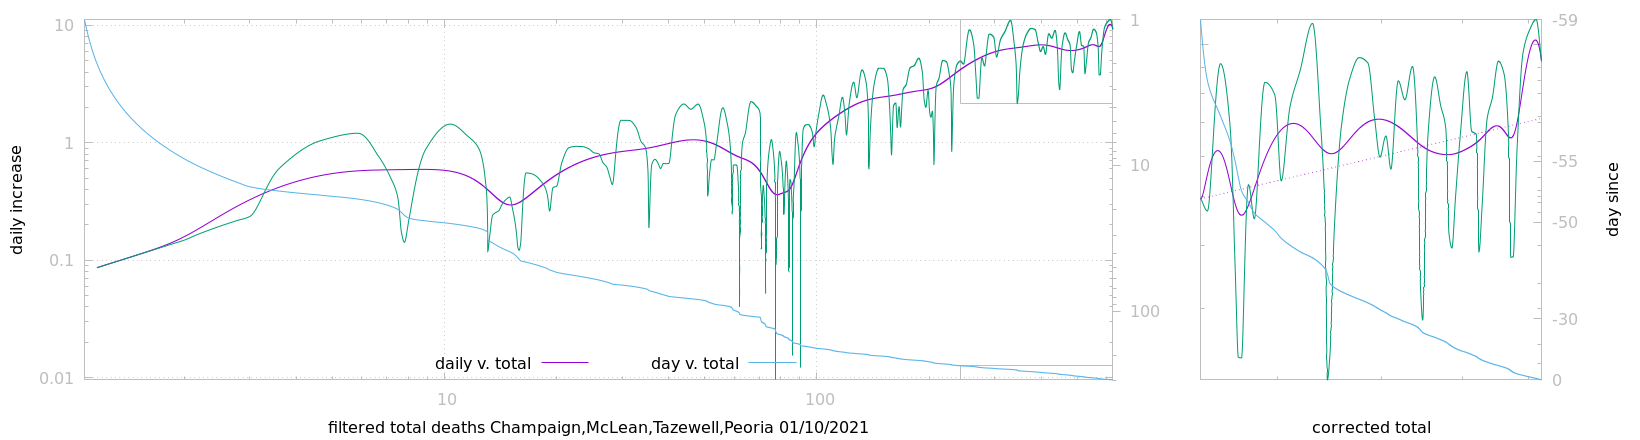 10
1
0.1
0.01
daily increase
10
100
1
10
100
daily v. total
day v. total
filtered total deaths Champaign,McLean,Tazewell,Peoria 01/10/2021
-59
-55
-50
-30
0
day since
corrected total